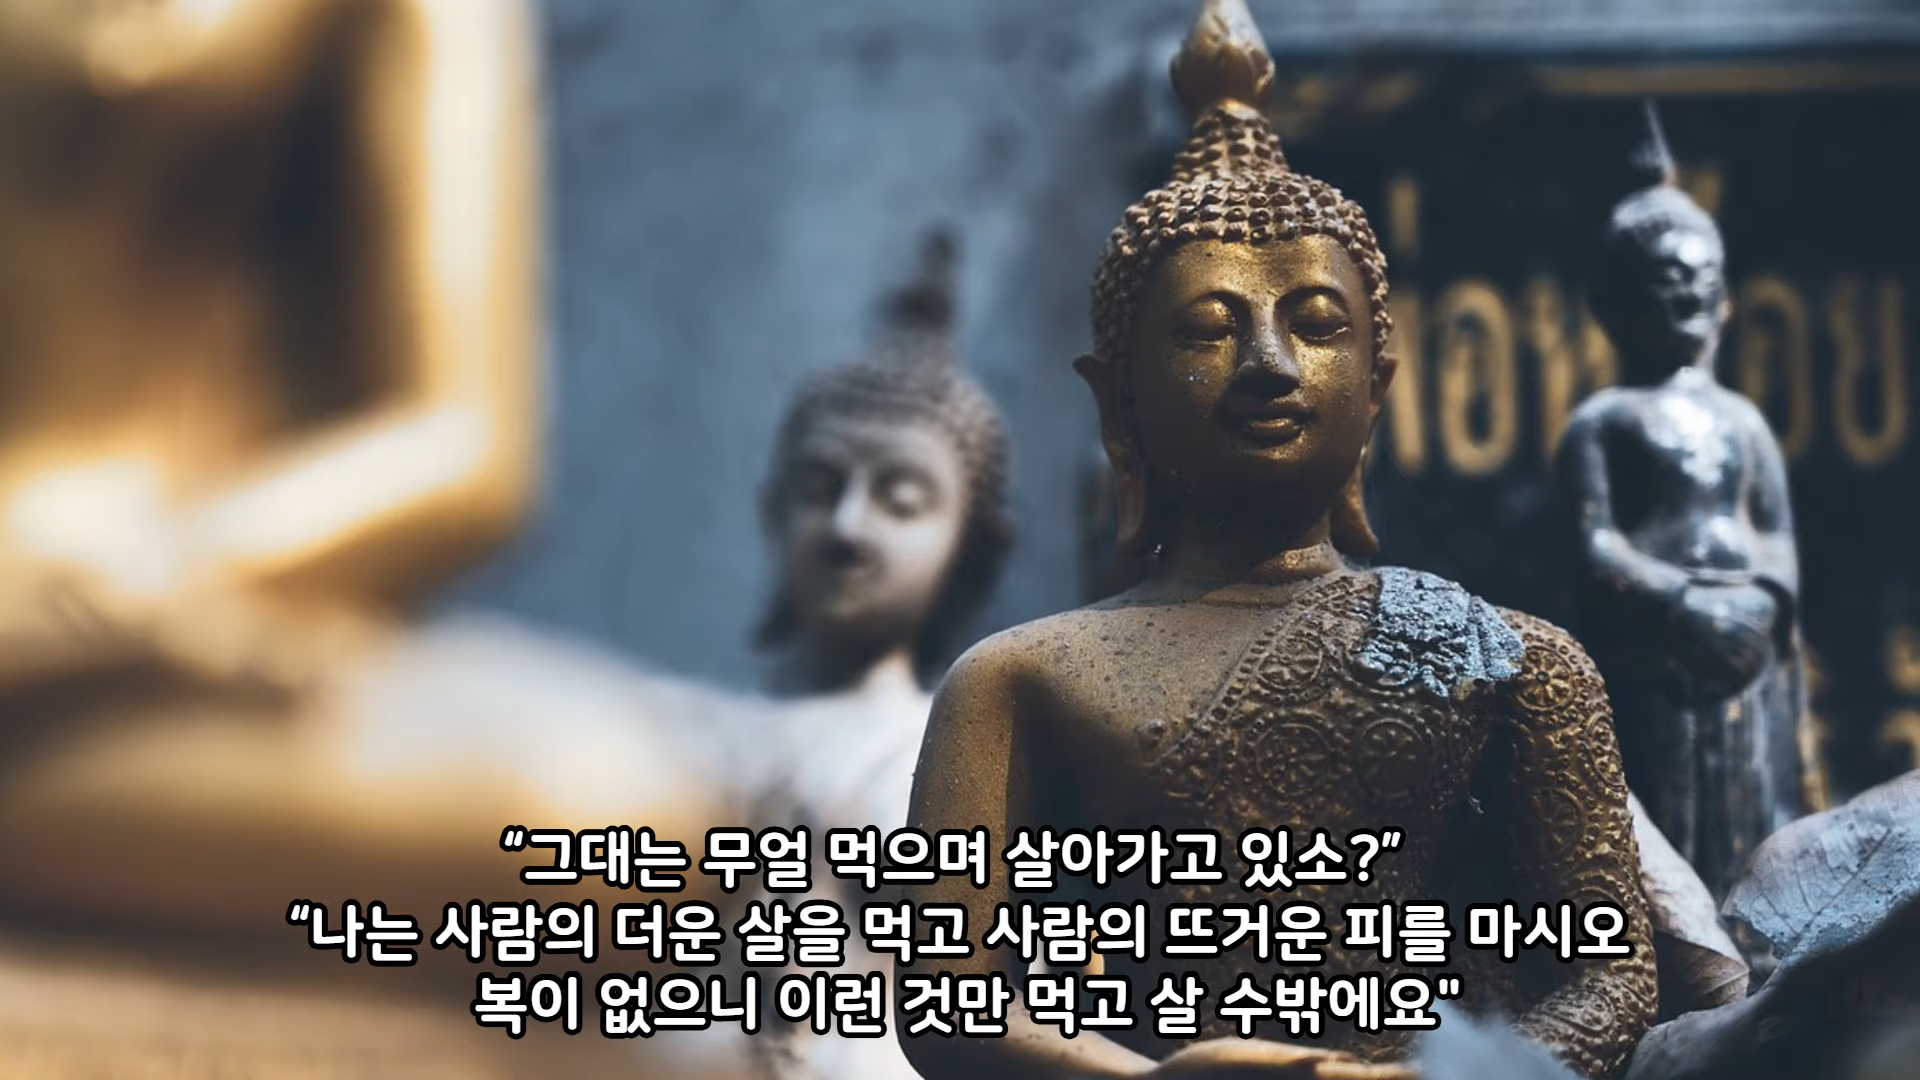 “그대는 무얼 먹으며 살아가고 있소?”
“나는 사람의 더운 살을 먹고 사람의 뜨거운 피를 마시오
복이 없으니 이런 것만 먹고 살 수밖에요"